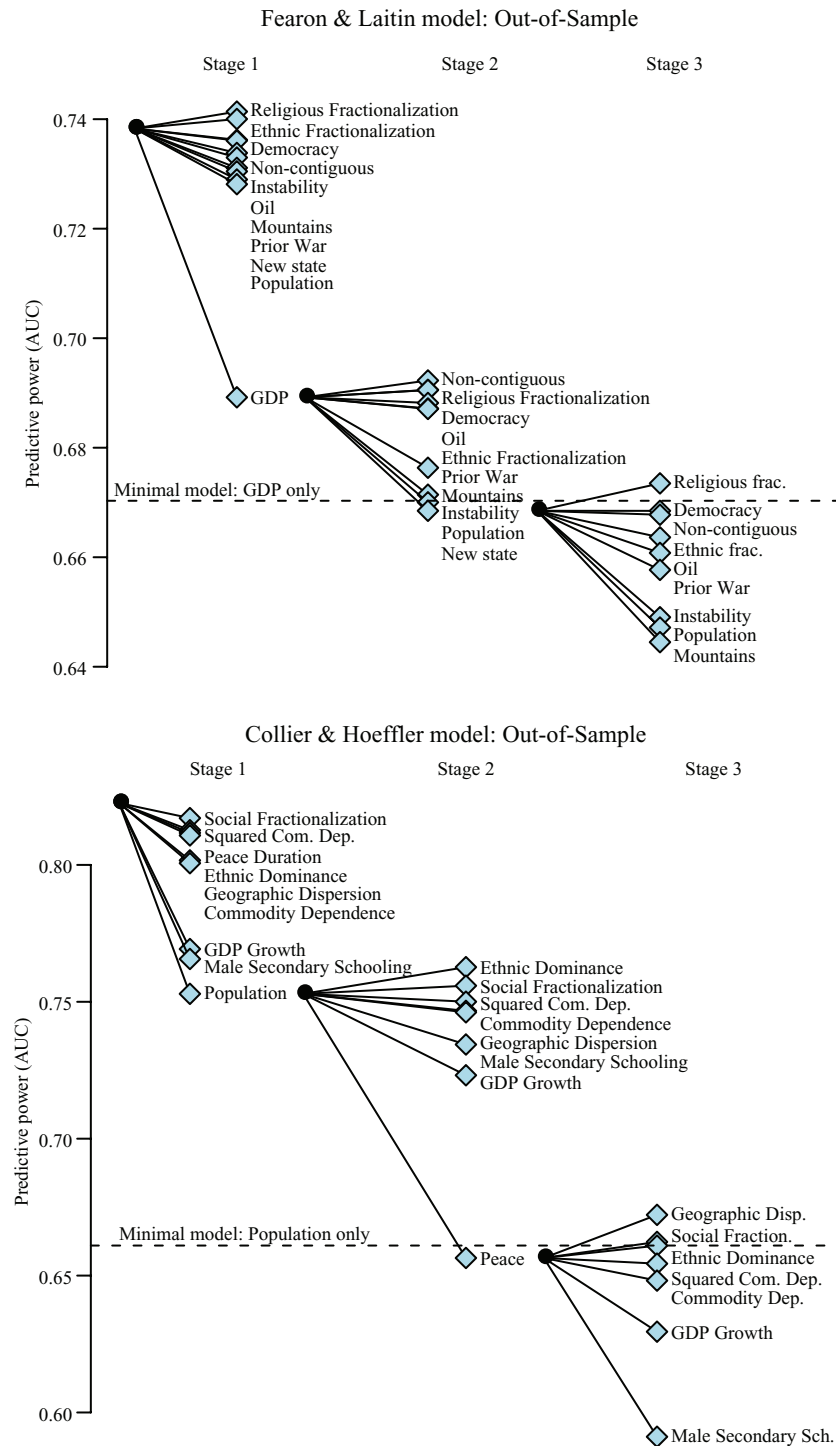 Fearon & Laitin model: Out-of-Sample
Stage 1
Stage 2
Stage 3
Predictive power (AUC)
0.74
0.72
0.70
0.68
0.66
0.64
Religious Fractionalization
Ethnic Fractionalization
Democracy
Non-contiguous
Instability
Oil
Mountains
Prior War
New state
Population
GDP
Non-contiguous
Religious Fractionalization
Democracy
Oil
Ethnic Fractionalization
Prior War
Mountains
Instability
Population
New state
Minimal model: GDP only
Religious frac.
Democracy
Non-contiguous
Ethnic frac.
Oil
Prior War
Instability
Population
Mountains
Collier & Hoeffler model: Out-of-Sample
Stage 1
Stage 2
Stage 3
Predictive power (AUC)
0.80
0.75
0.70
0.65
0.60
Social Fractionalization
Squared Com. Dep.
Peace Duration
Ethnic Dominance
Geographic Dispersion
Commodity Dependence
GDP Growth
Male Secondary Schooling
Population
Ethnic Dominance
Social Fractionalization
Squared Com. Dep.
Commodity Dependence
Geographic Dispersion
Male Secondary Schooling
GDP Growth
Minimal model: Population only
Peace
Geographic Disp.
Social Fraction.
Ethnic Dominance
Squared Com. Dep.
Commodity Dep.
GDP Growth
Male Secondary Sch.